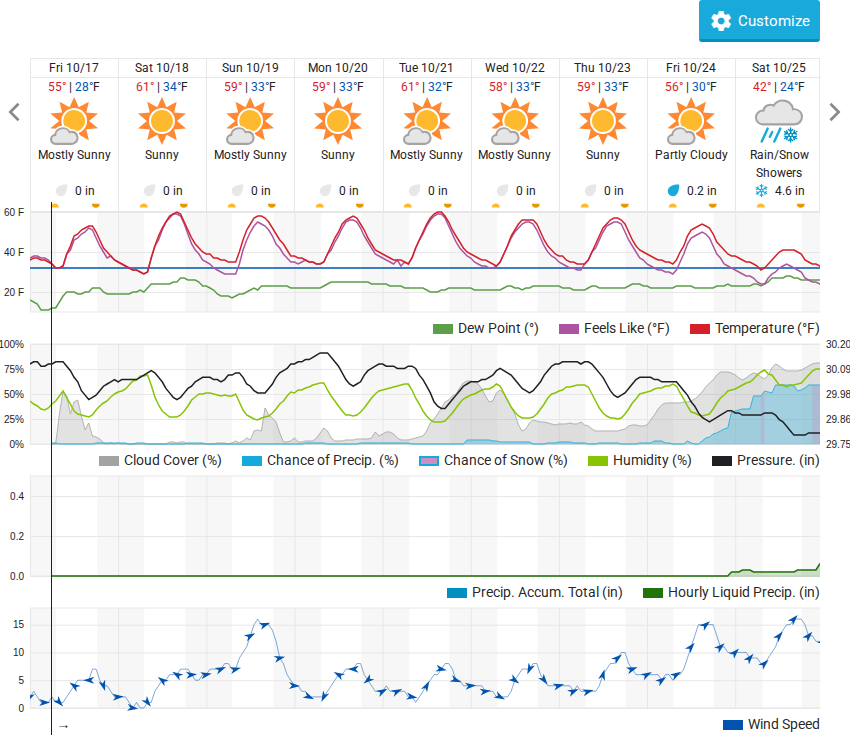 Customize
Fri 10/17 Sat 10/18 Sun 10/19 Mon 10/20 Tue 10/21 Wed 10/22 Thu 10/23 Fri 10/24 Sat 10/25
55° | 28°F 61° | 34°F 59° | 33°F 59° | 33°F 61° | 32°F 58° | 33°F 59° | 33°F 56° | 30°F 42° | 24°F
Mostly Sunny Sunny Mostly Sunny Sunny Mostly Sunny Mostly Sunny Sunny Partly Cloudy Rain/Snow
Showers
0 in 0 in 0 in 0 in 0 in 0 in 0 in 0.2 in 4.6 in
60 F
40 F
20 F
Dew Point (°) Feels Like (°F) Temperature (°F)
100% 30.20
75% 30.09
50% 29.98
25% 29.86
0% 29.75
Cloud Cover (%) Chance of Precip. (%) Chance of Snow (%) Humidity (%) Pressure. (in)
0.4
0.2
0.0
Precip. Accum. Total (in) Hourly Liquid Precip. (in)
15
10
5
0
→
Wind Speed